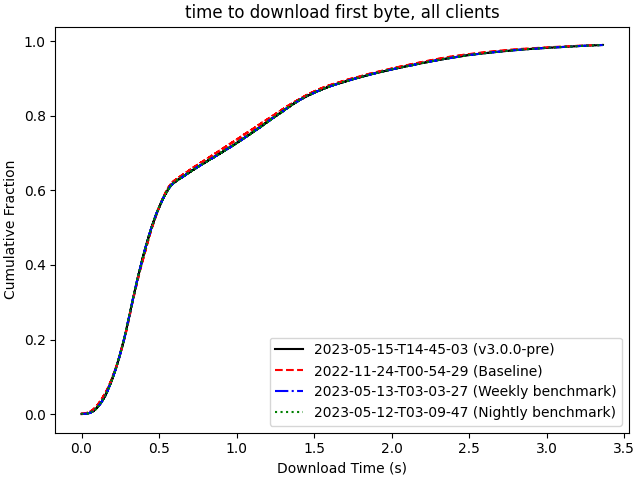 time to download first byte, all clients
1.0
0.8
0.6
0.4
0.2
0.0
Cumulative Fraction
2023-05-15-T14-45-03 (v3.0.0-pre)
2022-11-24-T00-54-29 (Baseline)
2023-05-13-T03-03-27 (Weekly benchmark)
2023-05-12-T03-09-47 (Nightly benchmark)
0.0 0.5 1.0 1.5 2.0 2.5 3.0 3.5
Download Time (s)